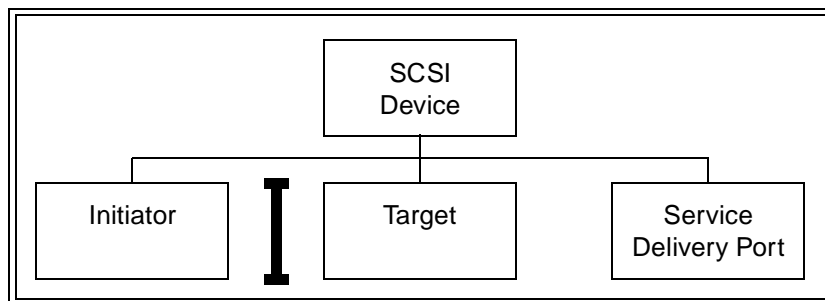 SCSI
Device
Initiator
Target
Service
Delivery Port